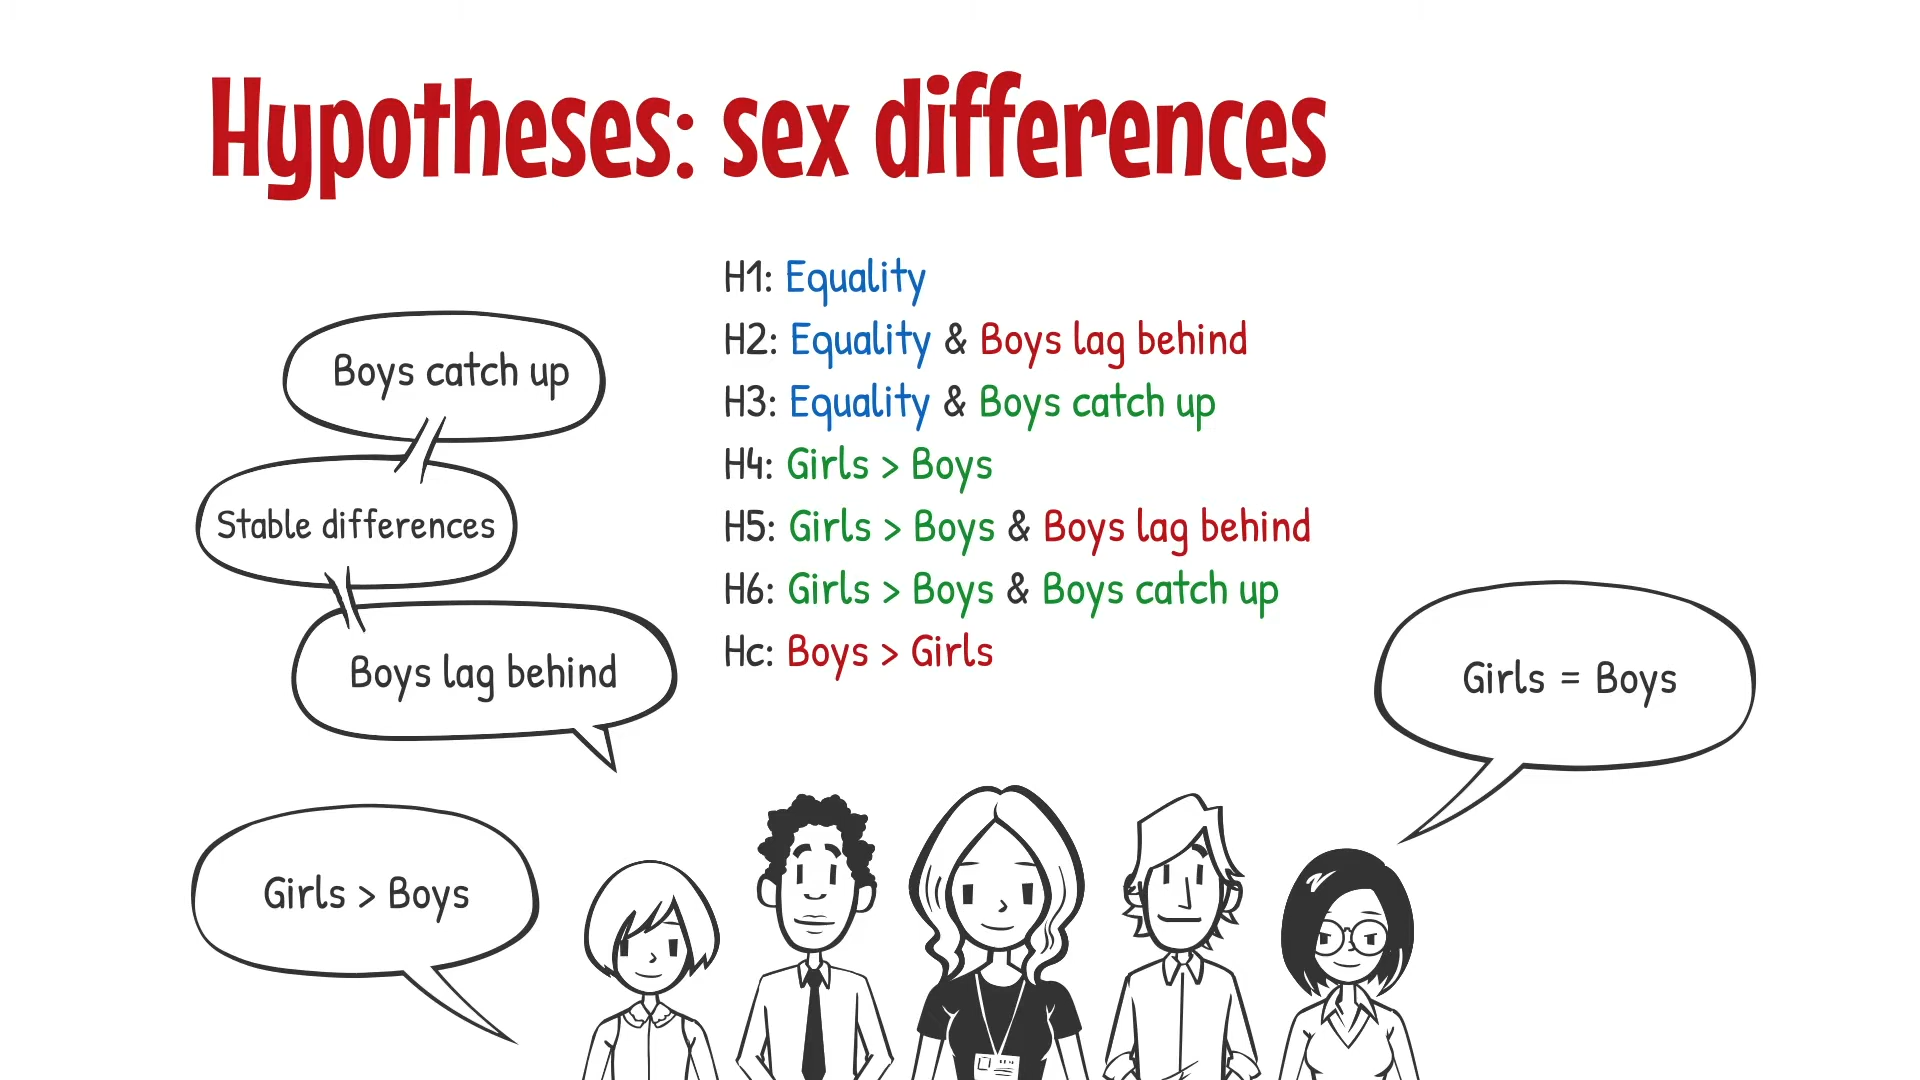 Hypotheses: sex differences
H1: Equality
H2: Equality & Boys lag behind
H3: Equality & Boys catch up
H4: Girls > Boys
H5: Girls > Boys & Boys lag behind
H6: Girls > Boys & Boys catch up
Hc: Boys > Girls
Boys catch up
Stable differences
Boys lag behind
Girls > Boys
Girls = Boys